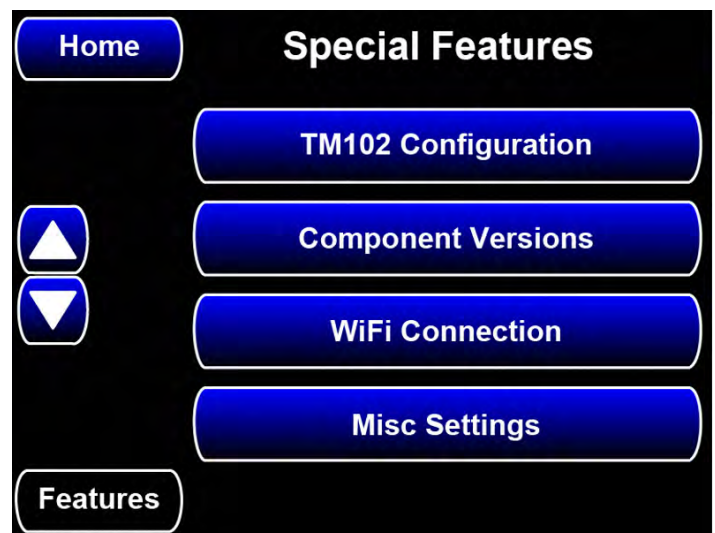 Home
Special Features
TM102 Configuration
Component Versions
WiFi Connection
Misc Settings
Features